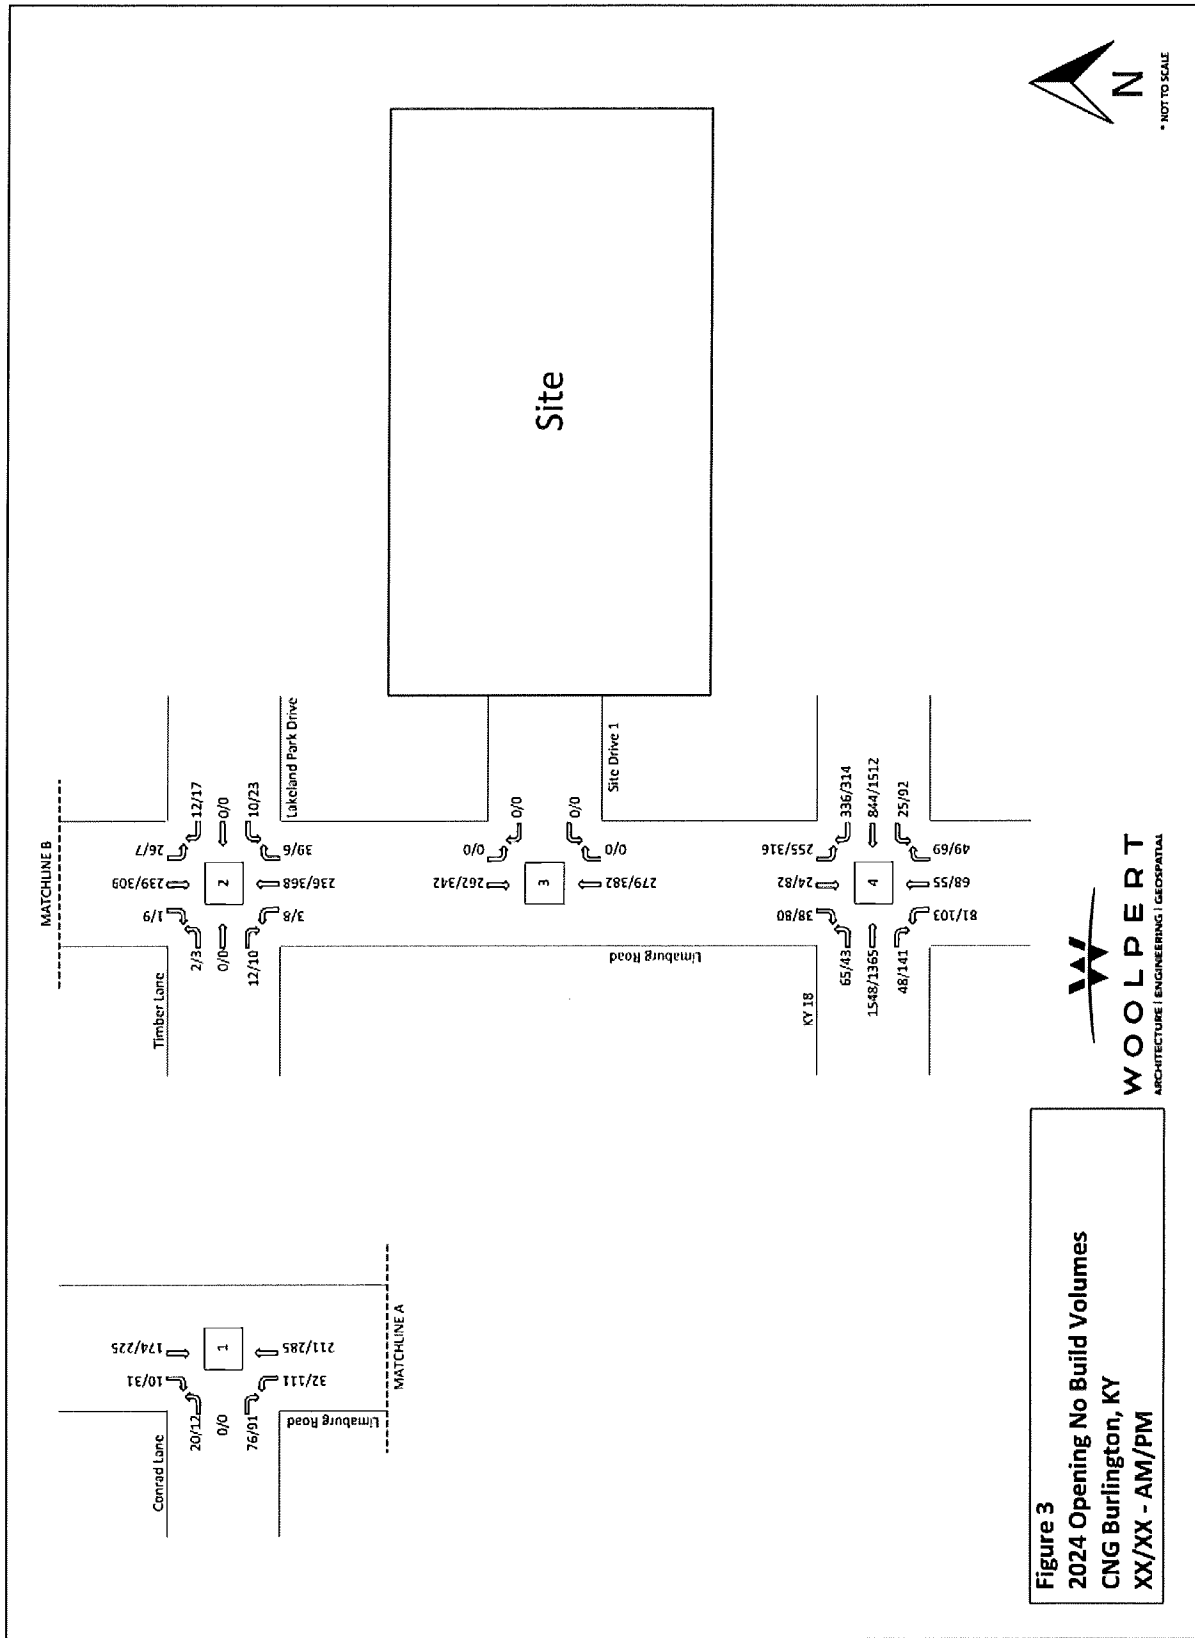 MATCHLINE B
Timber Lane
1/9
239/309
26/7
2/3
0/0
12/10
2
12/17
0/0
10/23
3/8
236/368
39/6
Lakeland Park Drive
262/342
0/0
3
0/0
0/0
279/382
0/0
Site Drive 1
Site
Limaburg Road
KY 18
38/80
24/82
255/316
65/43
1548/1365
48/141
4
336/314
844/1512
25/92
81/103
68/55
49/69
Conrad Lane
10/31
174/225
20/12
0/0
76/91
1
32/111
211/285
Limaburg Road
MATCHLINE A
Figure 3
2024 Opening No Build Volumes
CNG Burlington, KY
XX/XX - AM/PM
WOOLPERT
ARCHITECTURE | ENGINEERING | GEOSPATIAL
N
* NOT TO SCALE